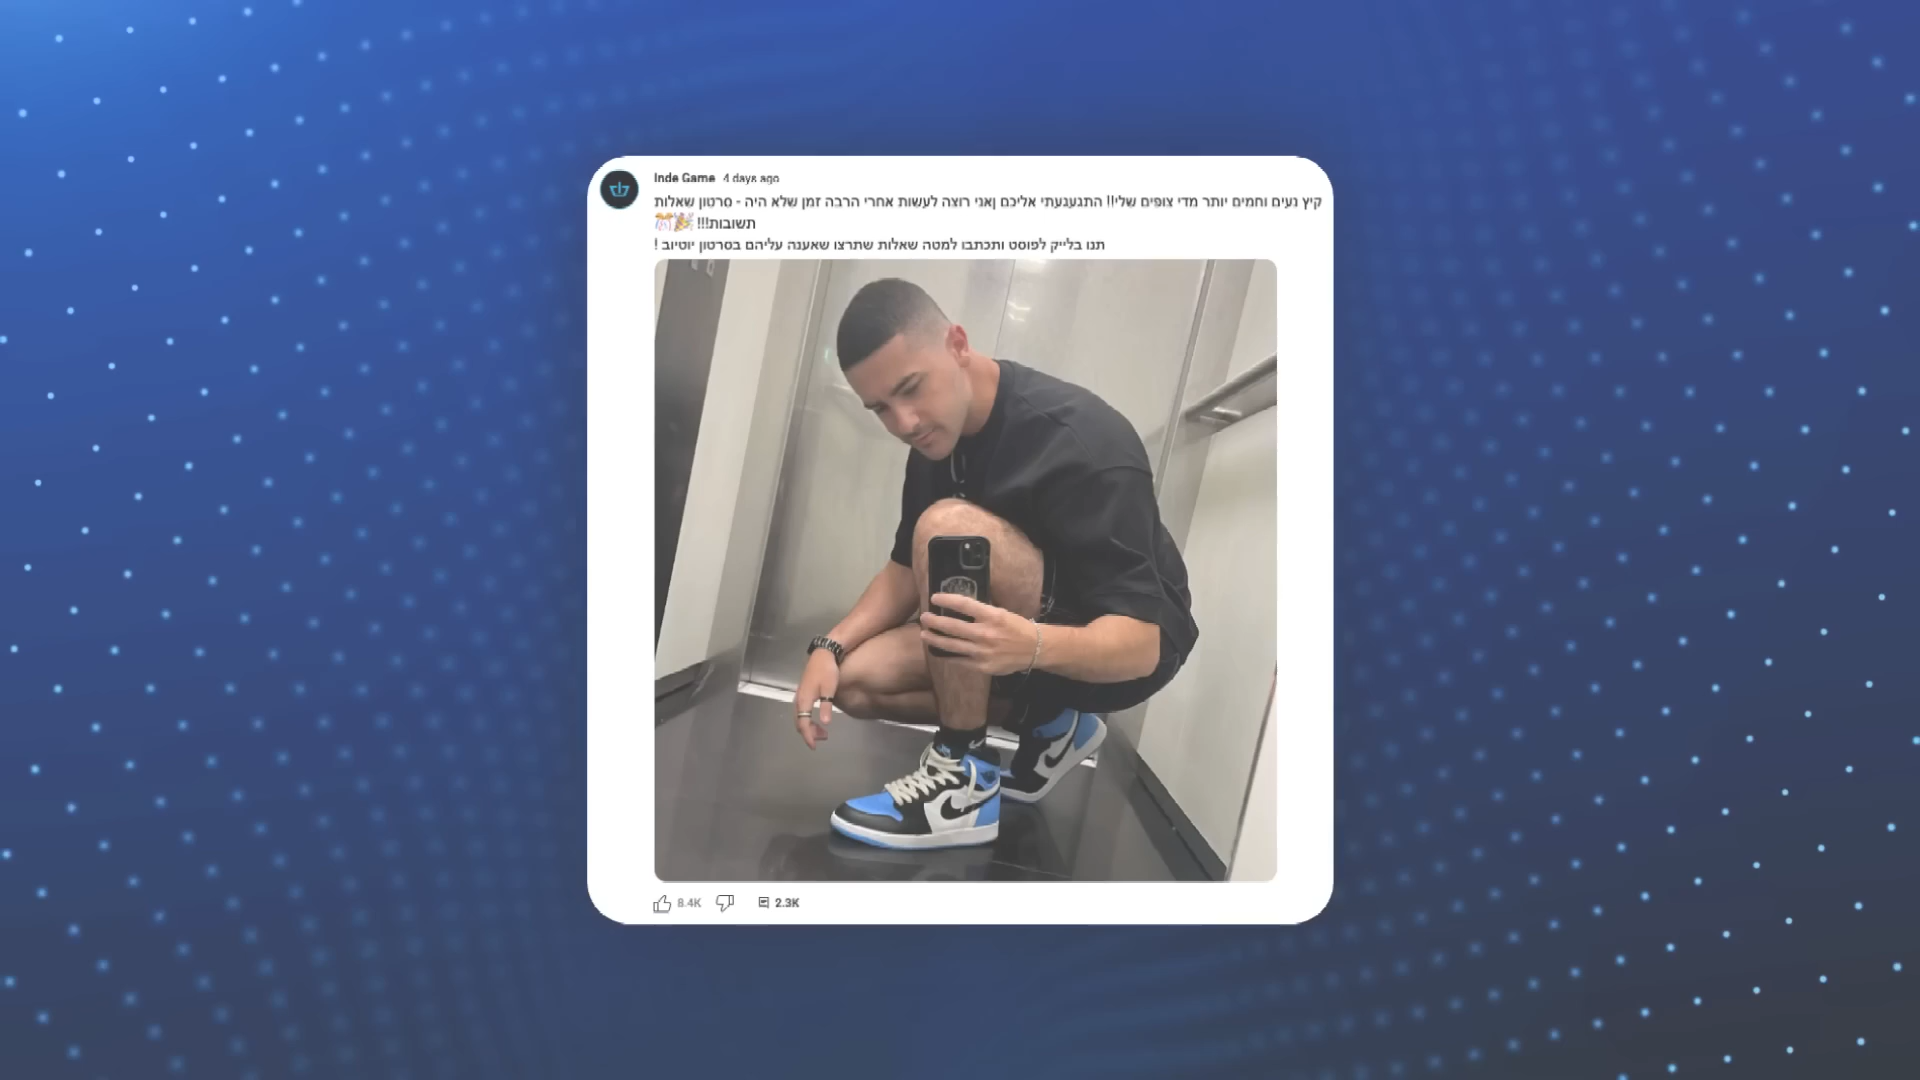 Inde Game 4 days ago
קיץ נעים וחמים יותר מדי צופים שלי!! התגעגעתי אליכם ןאני רוצה לעשות אחרי הרבה זמן שלא היה - סרטון שאלות
תשובות!!! 🎉🎊
תנו בלייק לפוסט ותכתבו למטה שאלות שתרצו שאענה עליהם בסרטון יוטיוב !
8.4K 2.3K